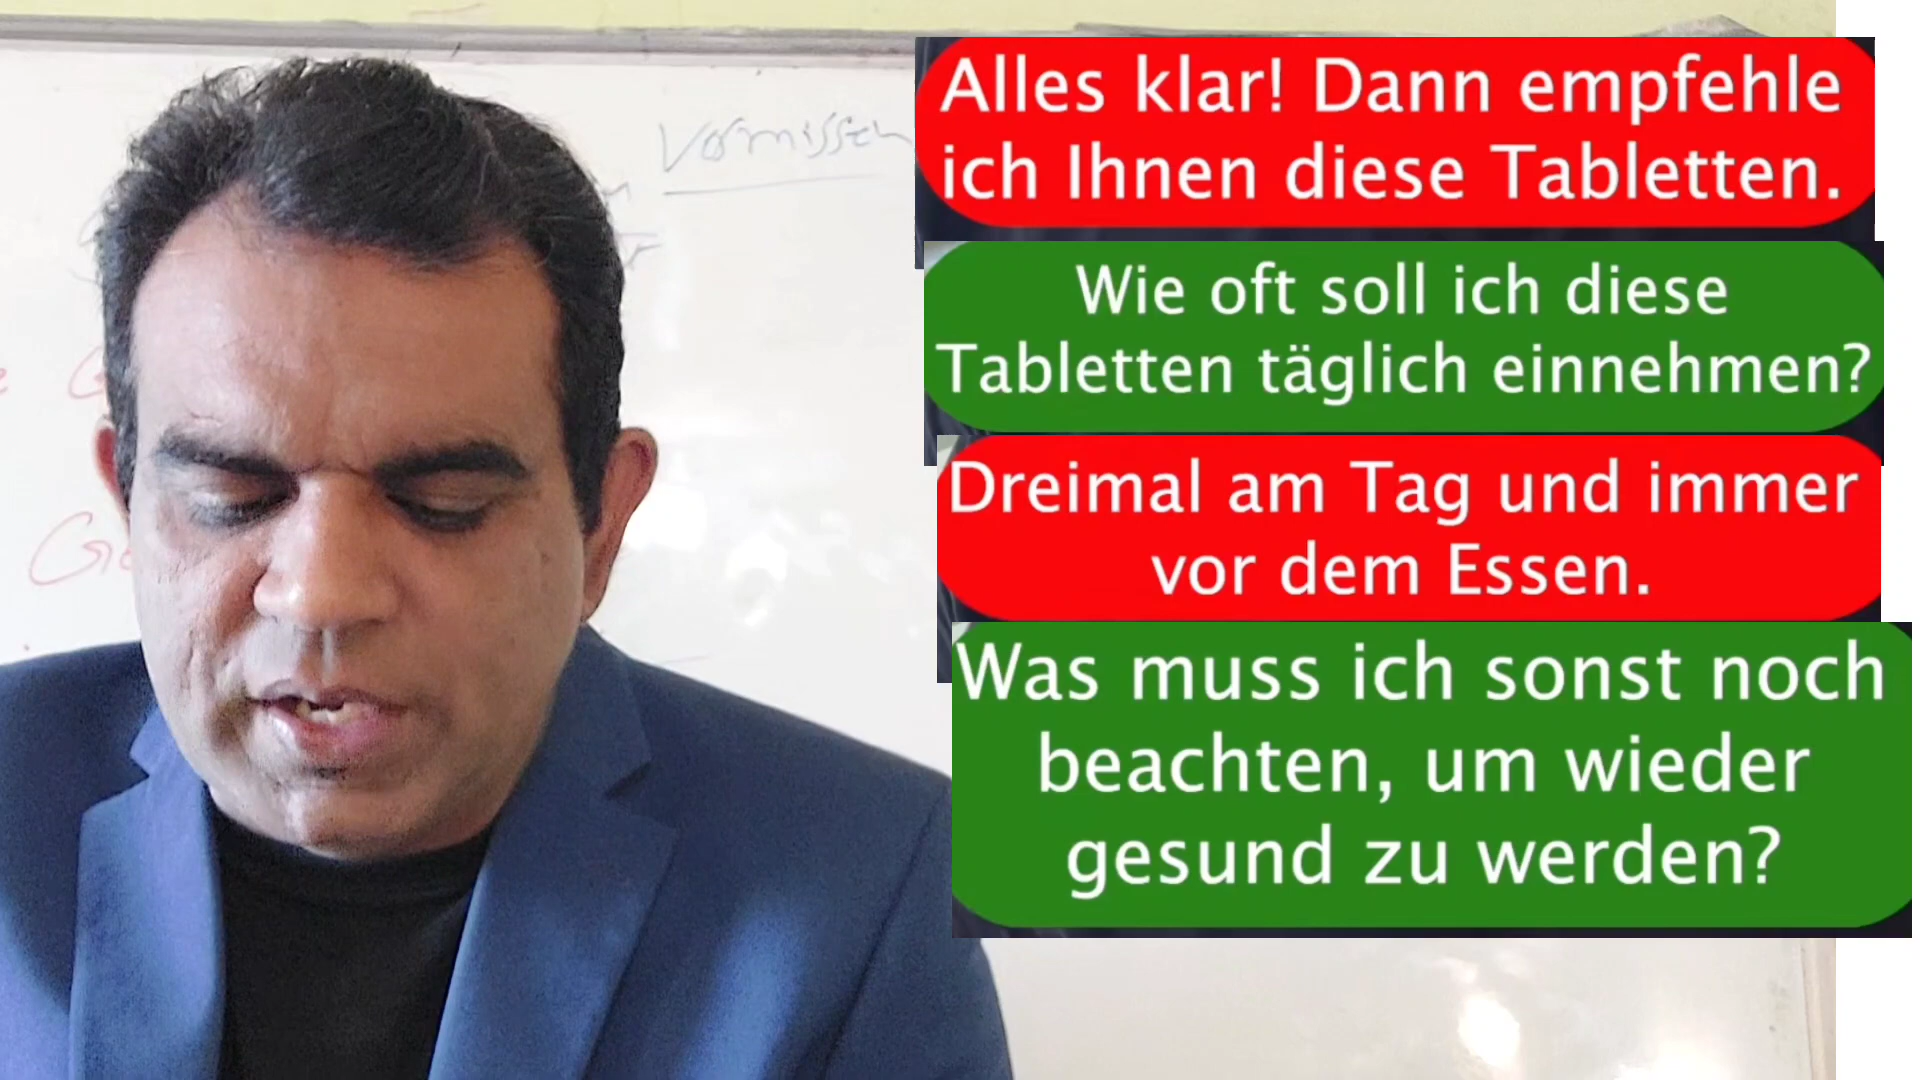 Alles klar! Dann empfehle
ich Ihnen diese Tabletten.
Wie oft soll ich diese
Tabletten täglich einnehmen?
Dreimal am Tag und immer
vor dem Essen.
Was muss ich sonst noch
beachten, um wieder
gesund zu werden?